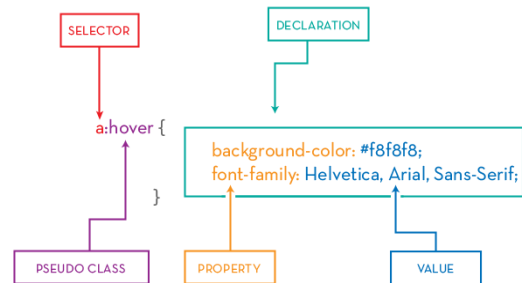 SELECTOR
DECLARATION
a:hover {
background-color: #f8f8f8;
font-family: Helvetica, Arial, Sans-Serif;
}
PSEUDO CLASS
PROPERTY
VALUE